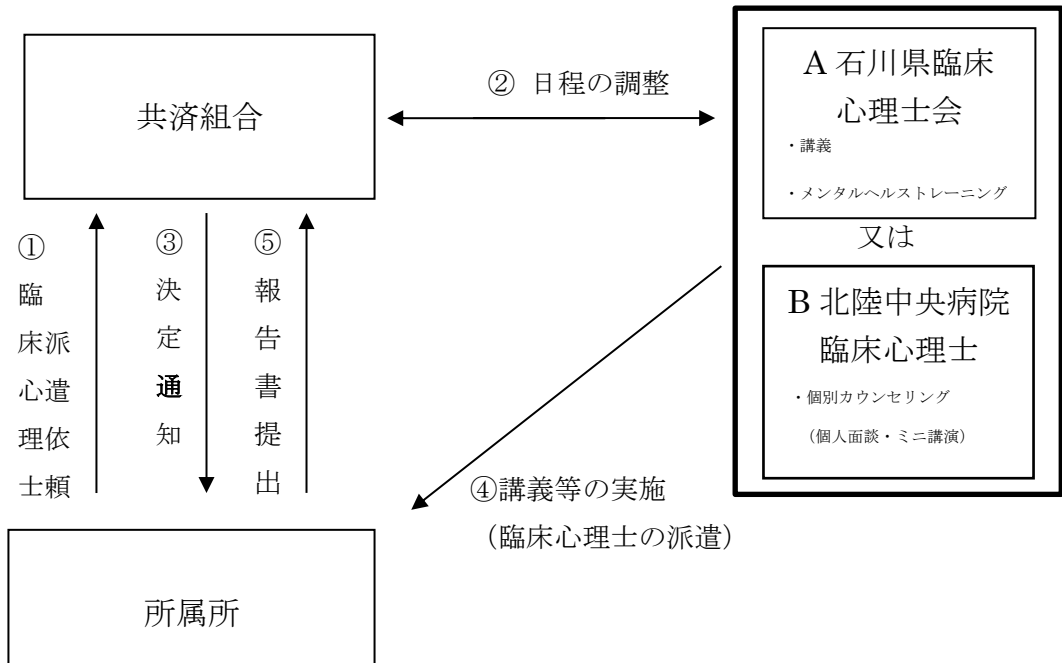 共済組合
② 日程の調整
A 石川県臨床
心理士会
・講義
・メンタルヘルストレーニング
又は
B 北陸中央病院
臨床心理士
・個別カウンセリング
（個人面談・ミニ講演）
①
臨床心理士
派遣依頼
③
決定通知
⑤
報告書提出
④講義等の実施
（臨床心理士の派遣）
所属所